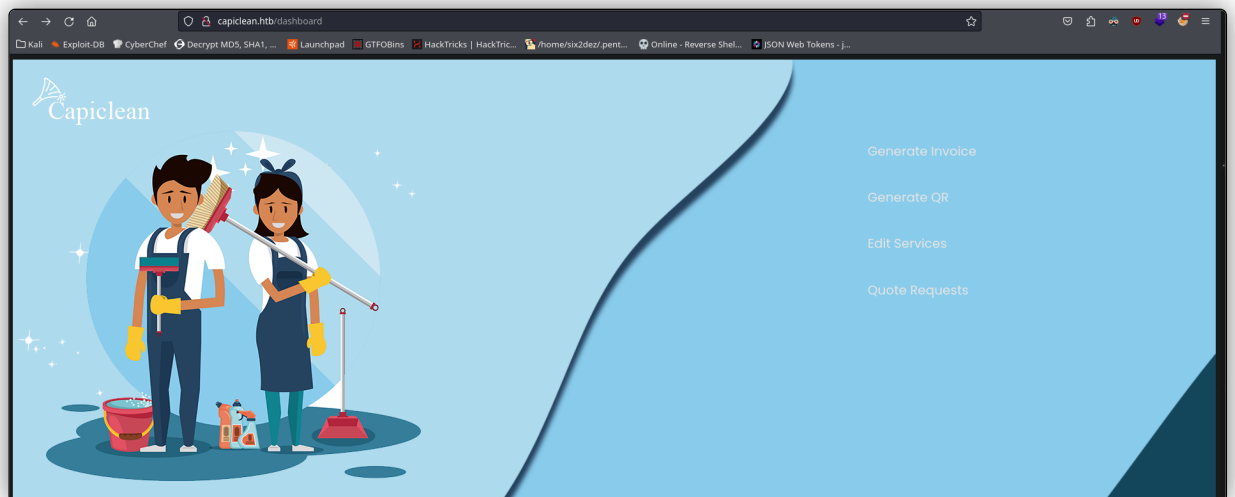 13
capiclean.htb/dashboard
Kali Exploit-DB CyberChef Decrypt MD5, SHA1, ... Launchpad GTFOBins HackTricks | HackTric... /home/six2dez/.pent... Online - Reverse Shel... JSON Web Tokens - j...
Capiclean
Generate Invoice
Generate QR
Edit Services
Quote Requests